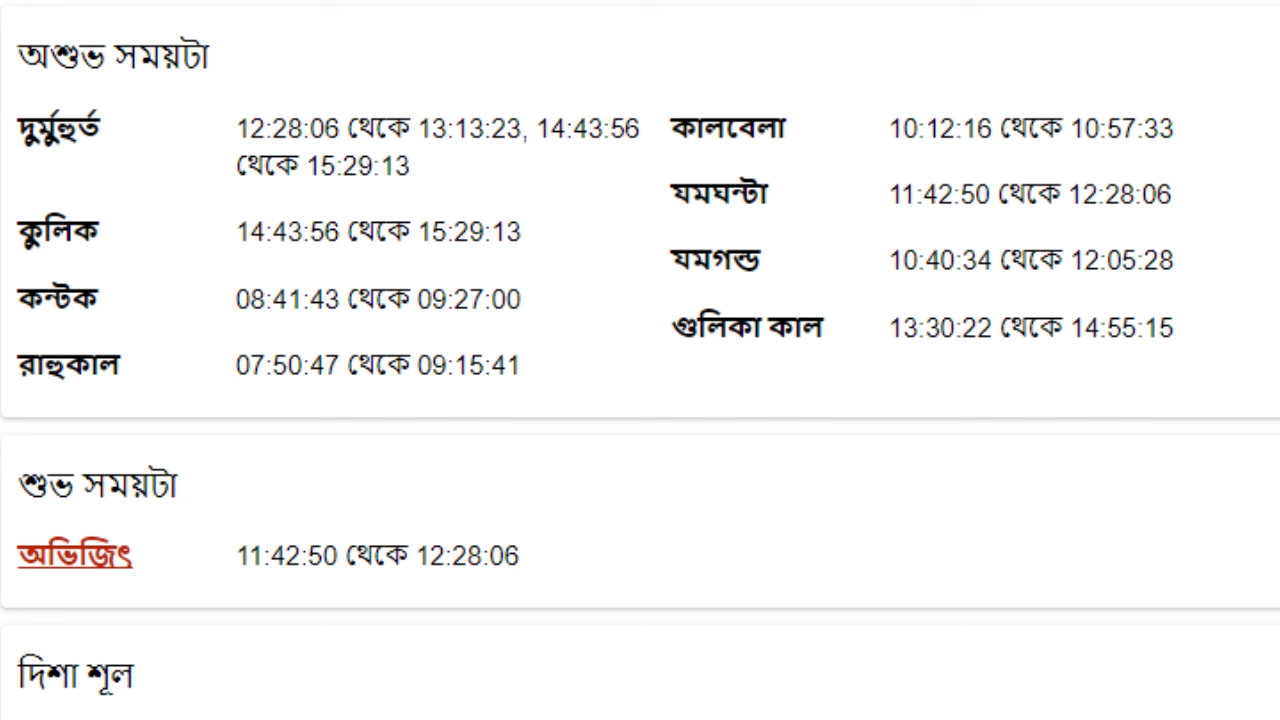 অশুভ সময়টা
দুর্মুহুর্ত 12:28:06 থেকে 13:13:23, 14:43:56
থেকে 15:29:13
কুলিক 14:43:56 থেকে 15:29:13
কন্টক 08:41:43 থেকে 09:27:00
রাহুকাল 07:50:47 থেকে 09:15:41
কালবেলা 10:12:16 থেকে 10:57:33
যমঘন্টা 11:42:50 থেকে 12:28:06
যমগন্ড 10:40:34 থেকে 12:05:28
গুলিকা কাল 13:30:22 থেকে 14:55:15
শুভ সময়টা
অভিজিৎ 11:42:50 থেকে 12:28:06
দিশা শূল